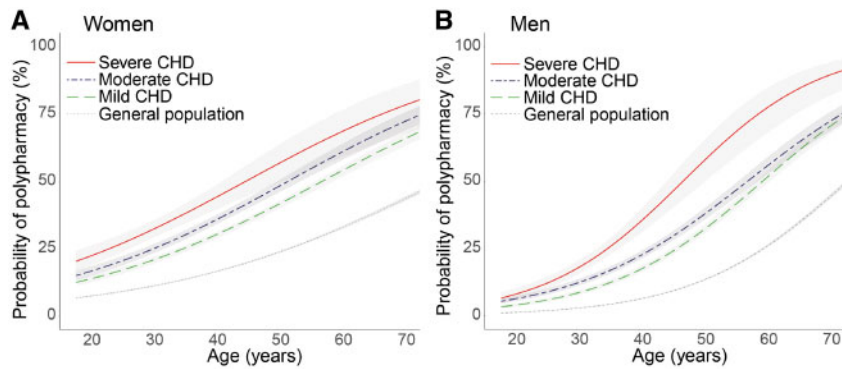 A Women
100
75
50
25
0
Probability of polypharmacy (%)
Severe CHD
Moderate CHD
Mild CHD
General population
20 30 40 50 60 70
Age (years)
B Men
100
75
50
25
0
Probability of polypharmacy (%)
Severe CHD
Moderate CHD
Mild CHD
General population
20 30 40 50 60 70
Age (years)